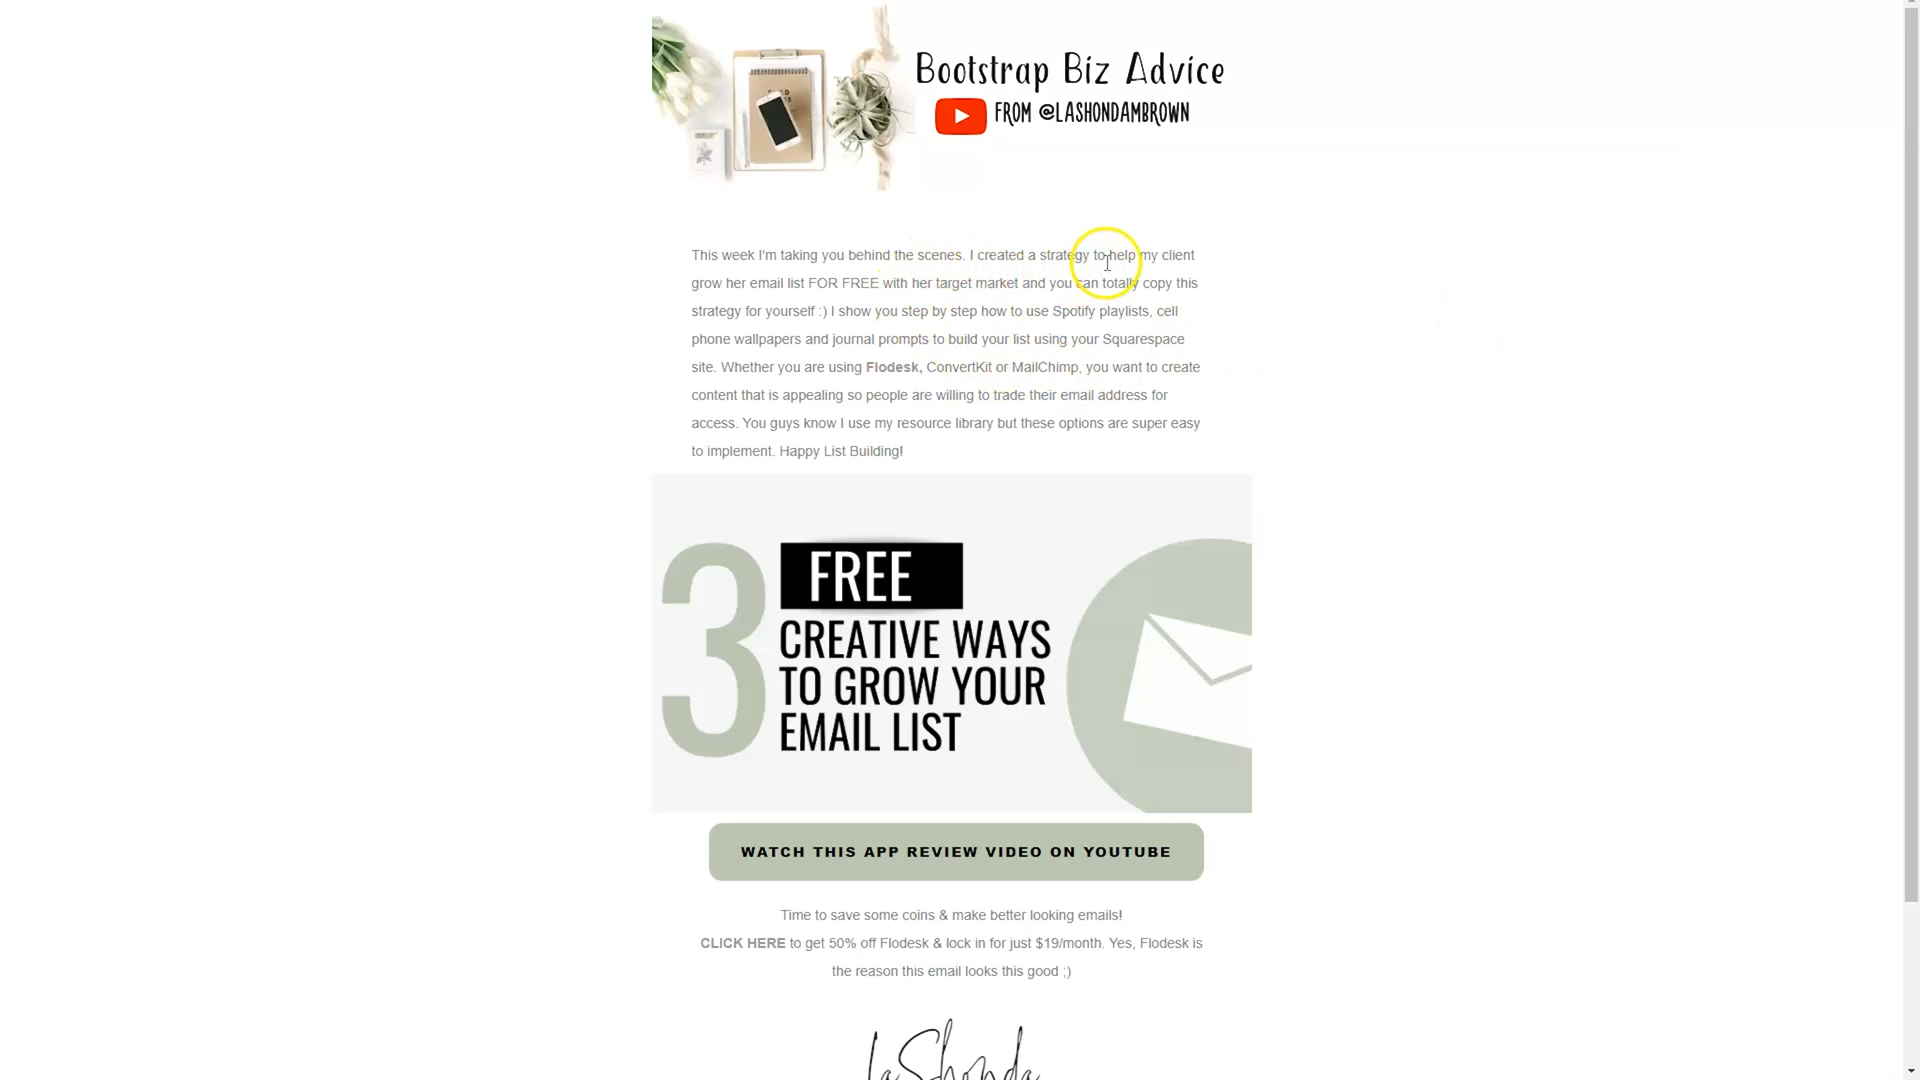 Bootstrap Biz Advice
FROM @LASHONDAMBROWN
This week I'm taking you behind the scenes. I created a strategy to help my client
grow her email list FOR FREE with her target market and you can totally copy this
strategy for yourself :) I show you step by step how to use Spotify playlists, cell
phone wallpapers and journal prompts to build your list using your Squarespace
site. Whether you are using Flodesk, ConvertKit or MailChimp, you want to create
content that is appealing so people are willing to trade their email address for
access. You guys know I use my resource library but these options are super easy
to implement. Happy List Building!
3 FREE
CREATIVE WAYS
TO GROW YOUR
EMAIL LIST
WATCH THIS APP REVIEW VIDEO ON YOUTUBE
Time to save some coins & make better looking emails!
CLICK HERE to get 50% off Flodesk & lock in for just $19/month. Yes, Flodesk is
the reason this email looks this good ;)
LaShonda